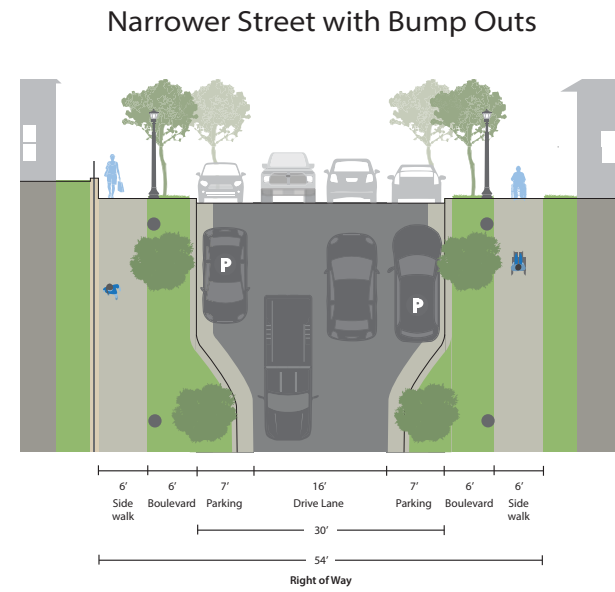 Narrower Street with Bump Outs
P
P
6’ 6’ 7’ 16’ 7’ 6’ 6’
Side Boulevard Parking Drive Lane Parking Boulevard Side
walk walk
30’
54’
Right of Way